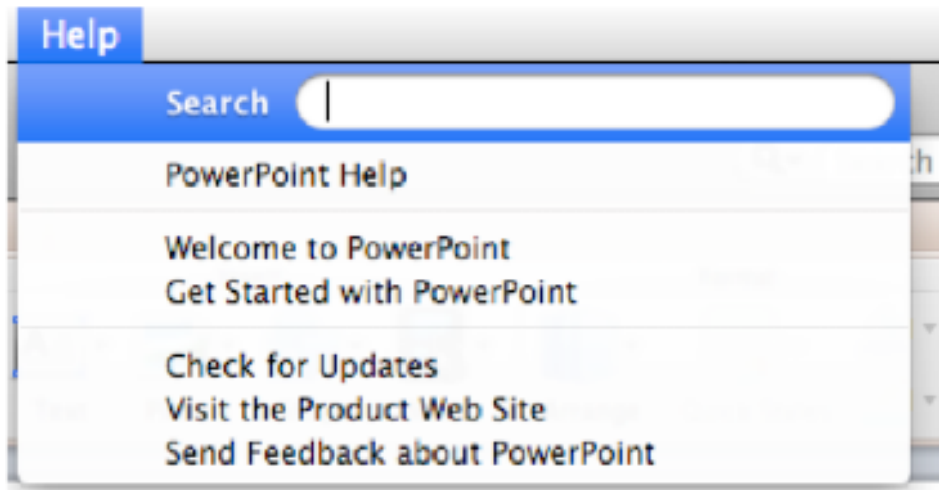 Help
Search
PowerPoint Help
Welcome to PowerPoint
Get Started with PowerPoint
Check for Updates
Visit the Product Web Site
Send Feedback about PowerPoint